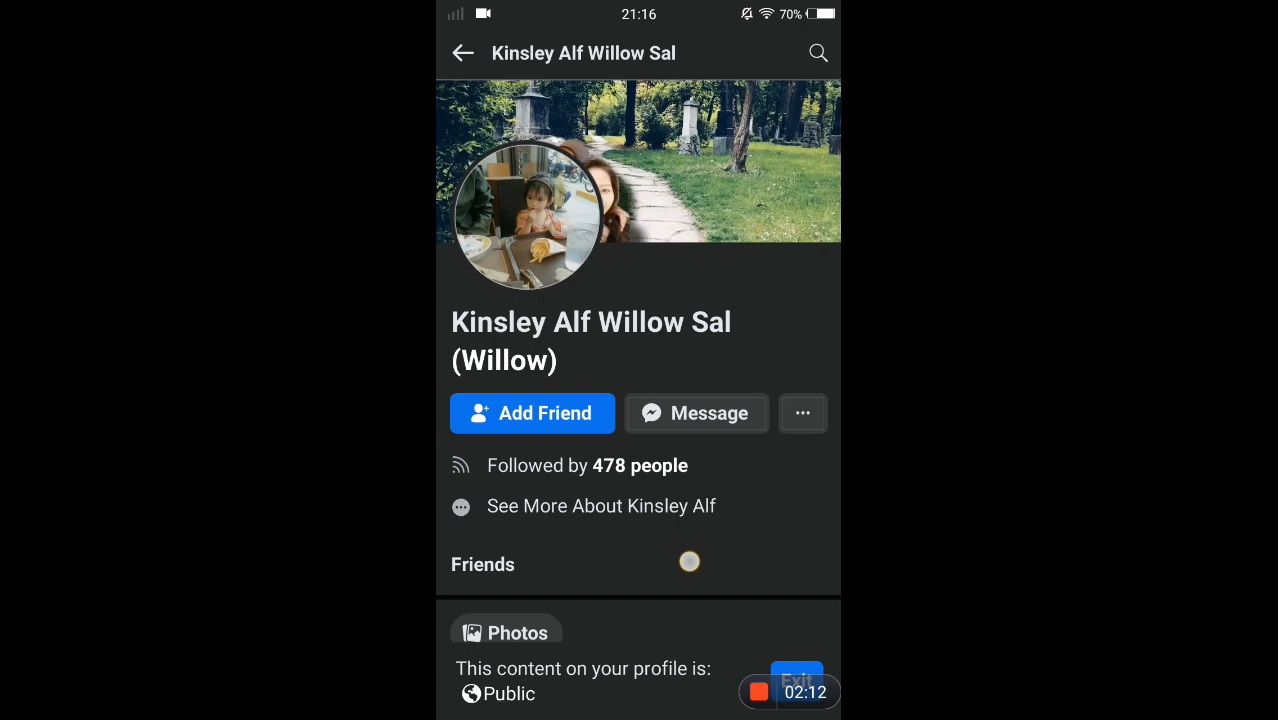 21:16
70%
Kinsley Alf Willow Sal
Kinsley Alf Willow Sal
(Willow)
Add Friend
Message
Followed by 478 people
See More About Kinsley Alf
Friends
Photos
This content on your profile is:
Public
Exit
02:12